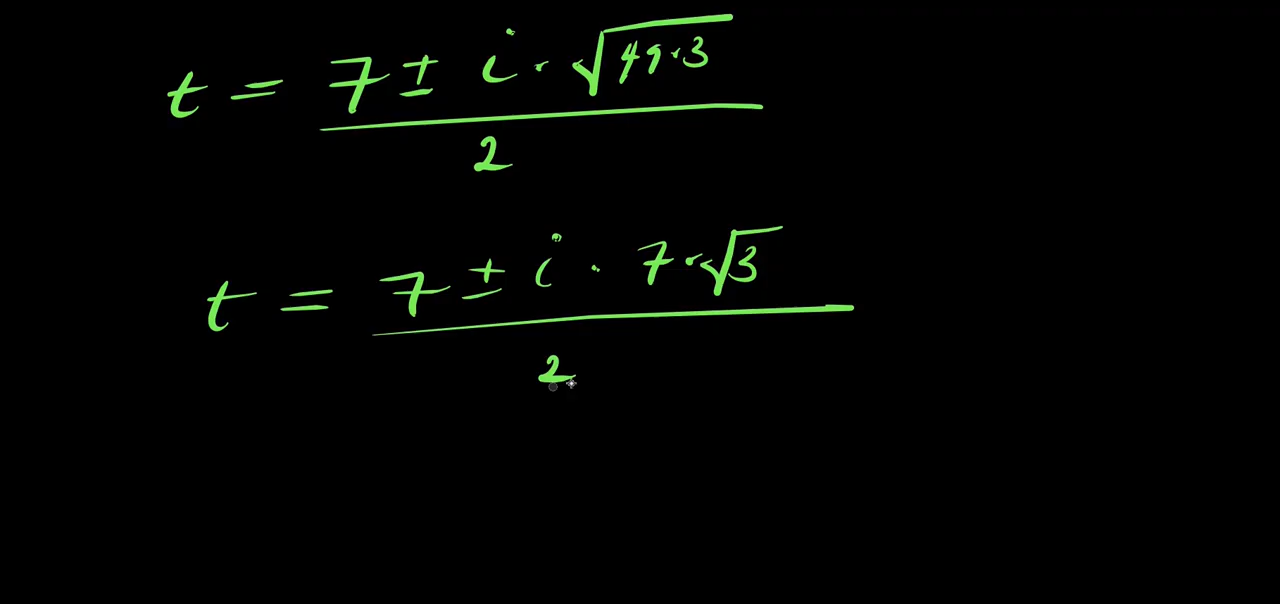 t = (7 ± i · √(49·3)) / 2
t = (7 ± i · 7·√3) / 2